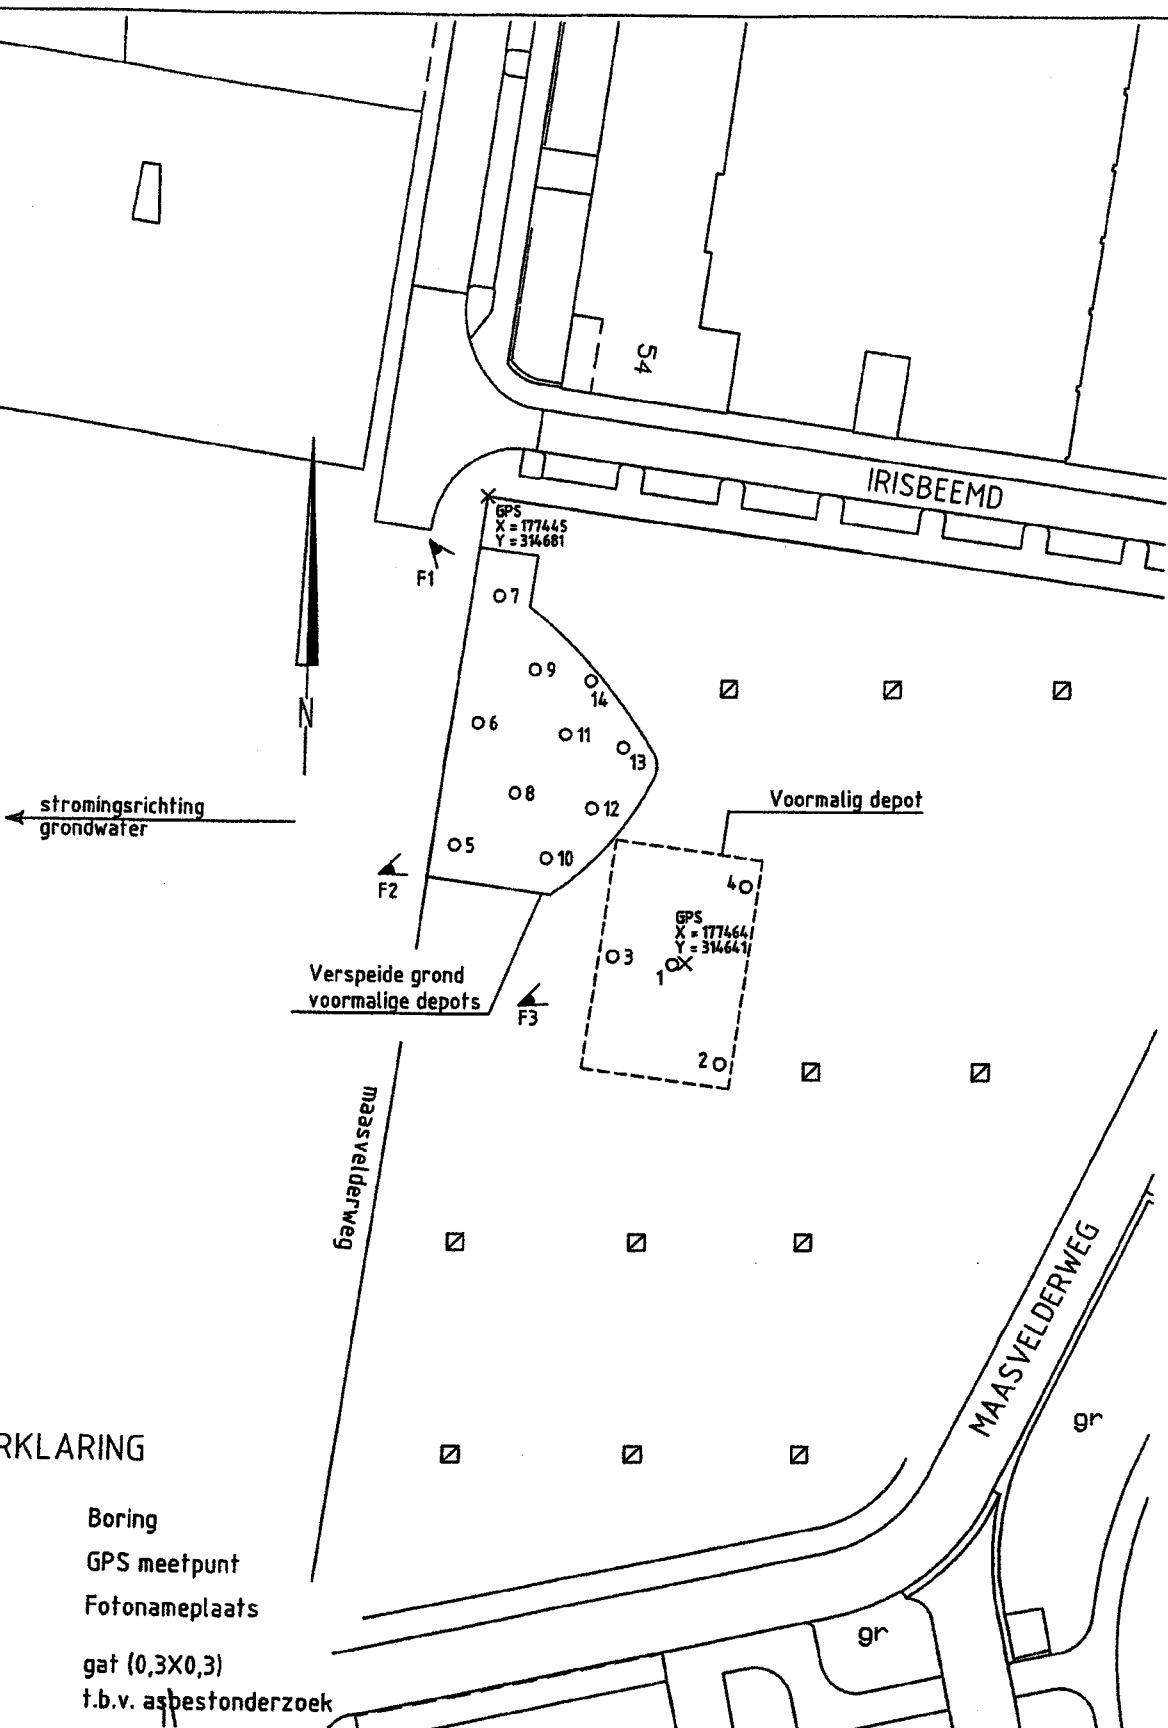 54
IRISBEEMD
GPS
X = 177445
Y = 314681
F1
7
9
14
6
11
13
8
12
5
10
N
stromingsrichting
grondwater
Voormalig depot
F2
4
GPS
X = 177464
Y = 314641
3
1
Verspeide grond
voormalige depots
F3
2
maasvelderweg
MAASVELDERWEG
gr
RKLARING
Boring
GPS meetpunt
Fotonameplaats
gr
gat (0,3X0,3)
t.b.v. asbestonderzoek